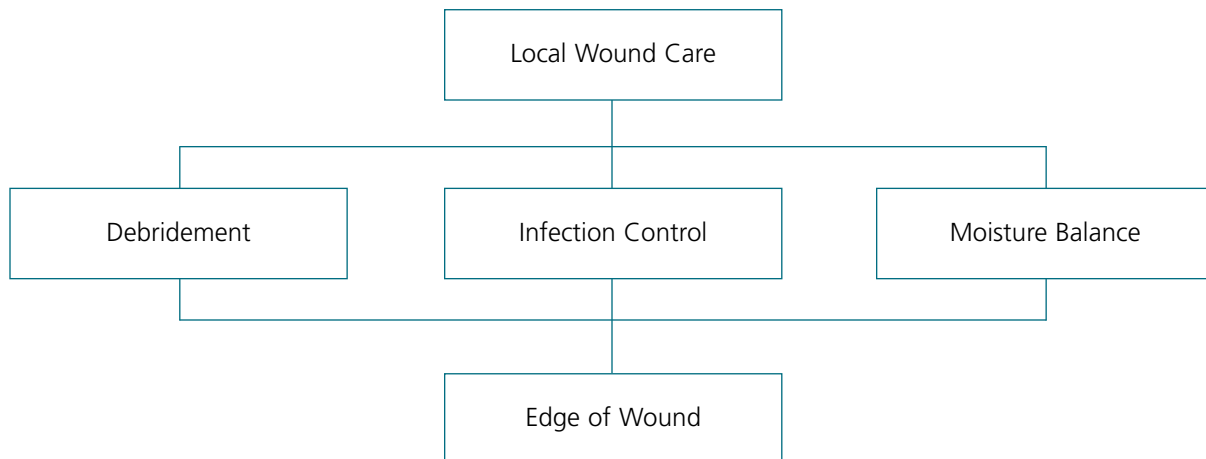 Local Wound Care
Debridement
Infection Control
Moisture Balance
Edge of Wound